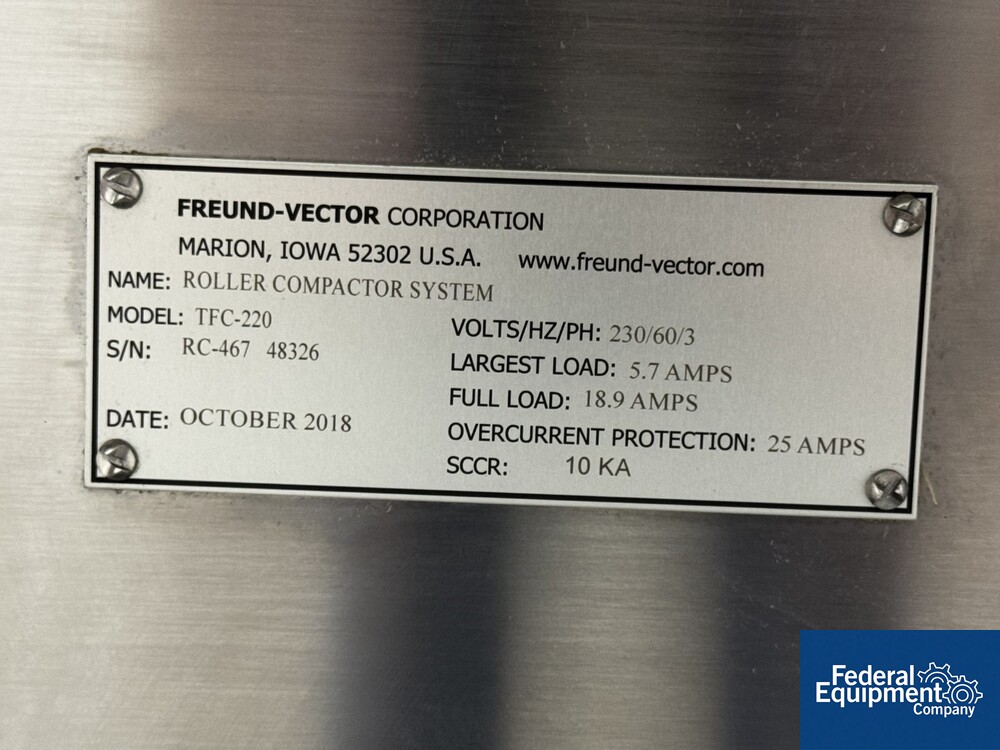 FREUND-VECTOR CORPORATION
MARION, IOWA 52302 U.S.A. www.freund-vector.com
NAME: ROLLER COMPACTOR SYSTEM
MODEL: TFC-220
S/N: RC-467 48326
DATE: OCTOBER 2018
VOLTS/HZ/PH: 230/60/3
LARGEST LOAD: 5.7 AMPS
FULL LOAD: 18.9 AMPS
OVERCURRENT PROTECTION: 25 AMPS
SCCR: 10 KA
Federal
Equipment
Company